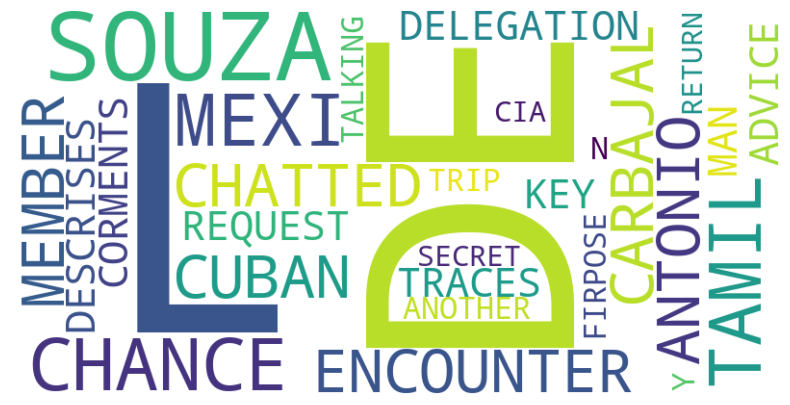 SOUZA
DELEGATION
TALKING
MEXI
L
DE
CIA
N
CARBAJAL
RETURN
MAN
ADVICE
MEMBER
DESCRISES
CORMENTS
CHATTED
TRIP
KEY
REQUEST
CUBAN
SECRET
TRACES
ANOTHER
FIRPOSE
ANTONIO
TAMIL
Y
CHANCE
ENCOUNTER